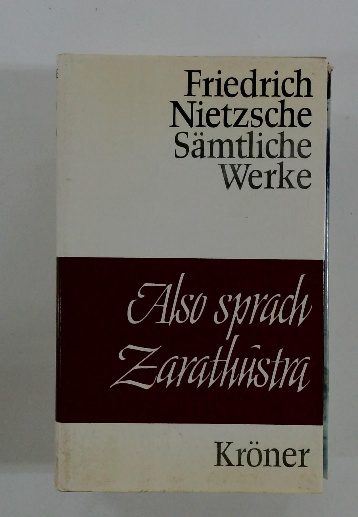 Friedrich
Nietzsche
Sämtliche
Werke
Also sprach
Zarathustra
Kröner